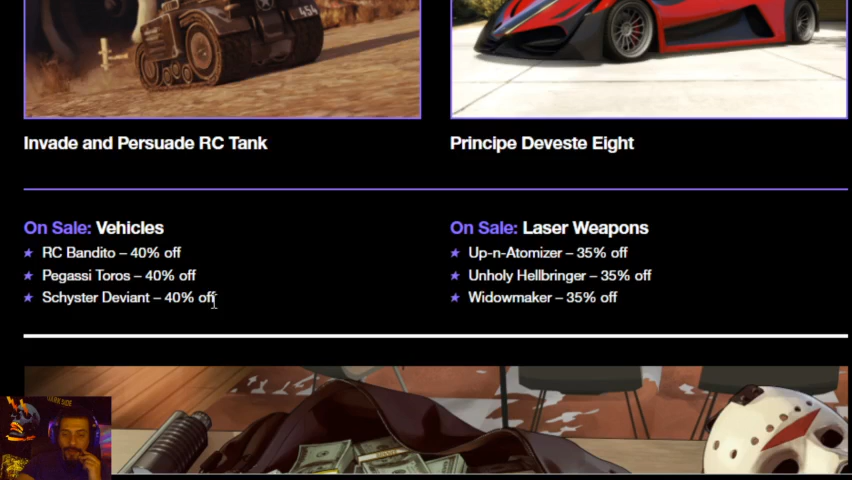 454
Invade and Persuade RC Tank
Principe Deveste Eight
On Sale: Vehicles
RC Bandito – 40% off
Pegassi Toros – 40% off
Schyster Deviant – 40% off
On Sale: Laser Weapons
Up-n-Atomizer – 35% off
Unholy Hellbringer – 35% off
Widowmaker – 35% off